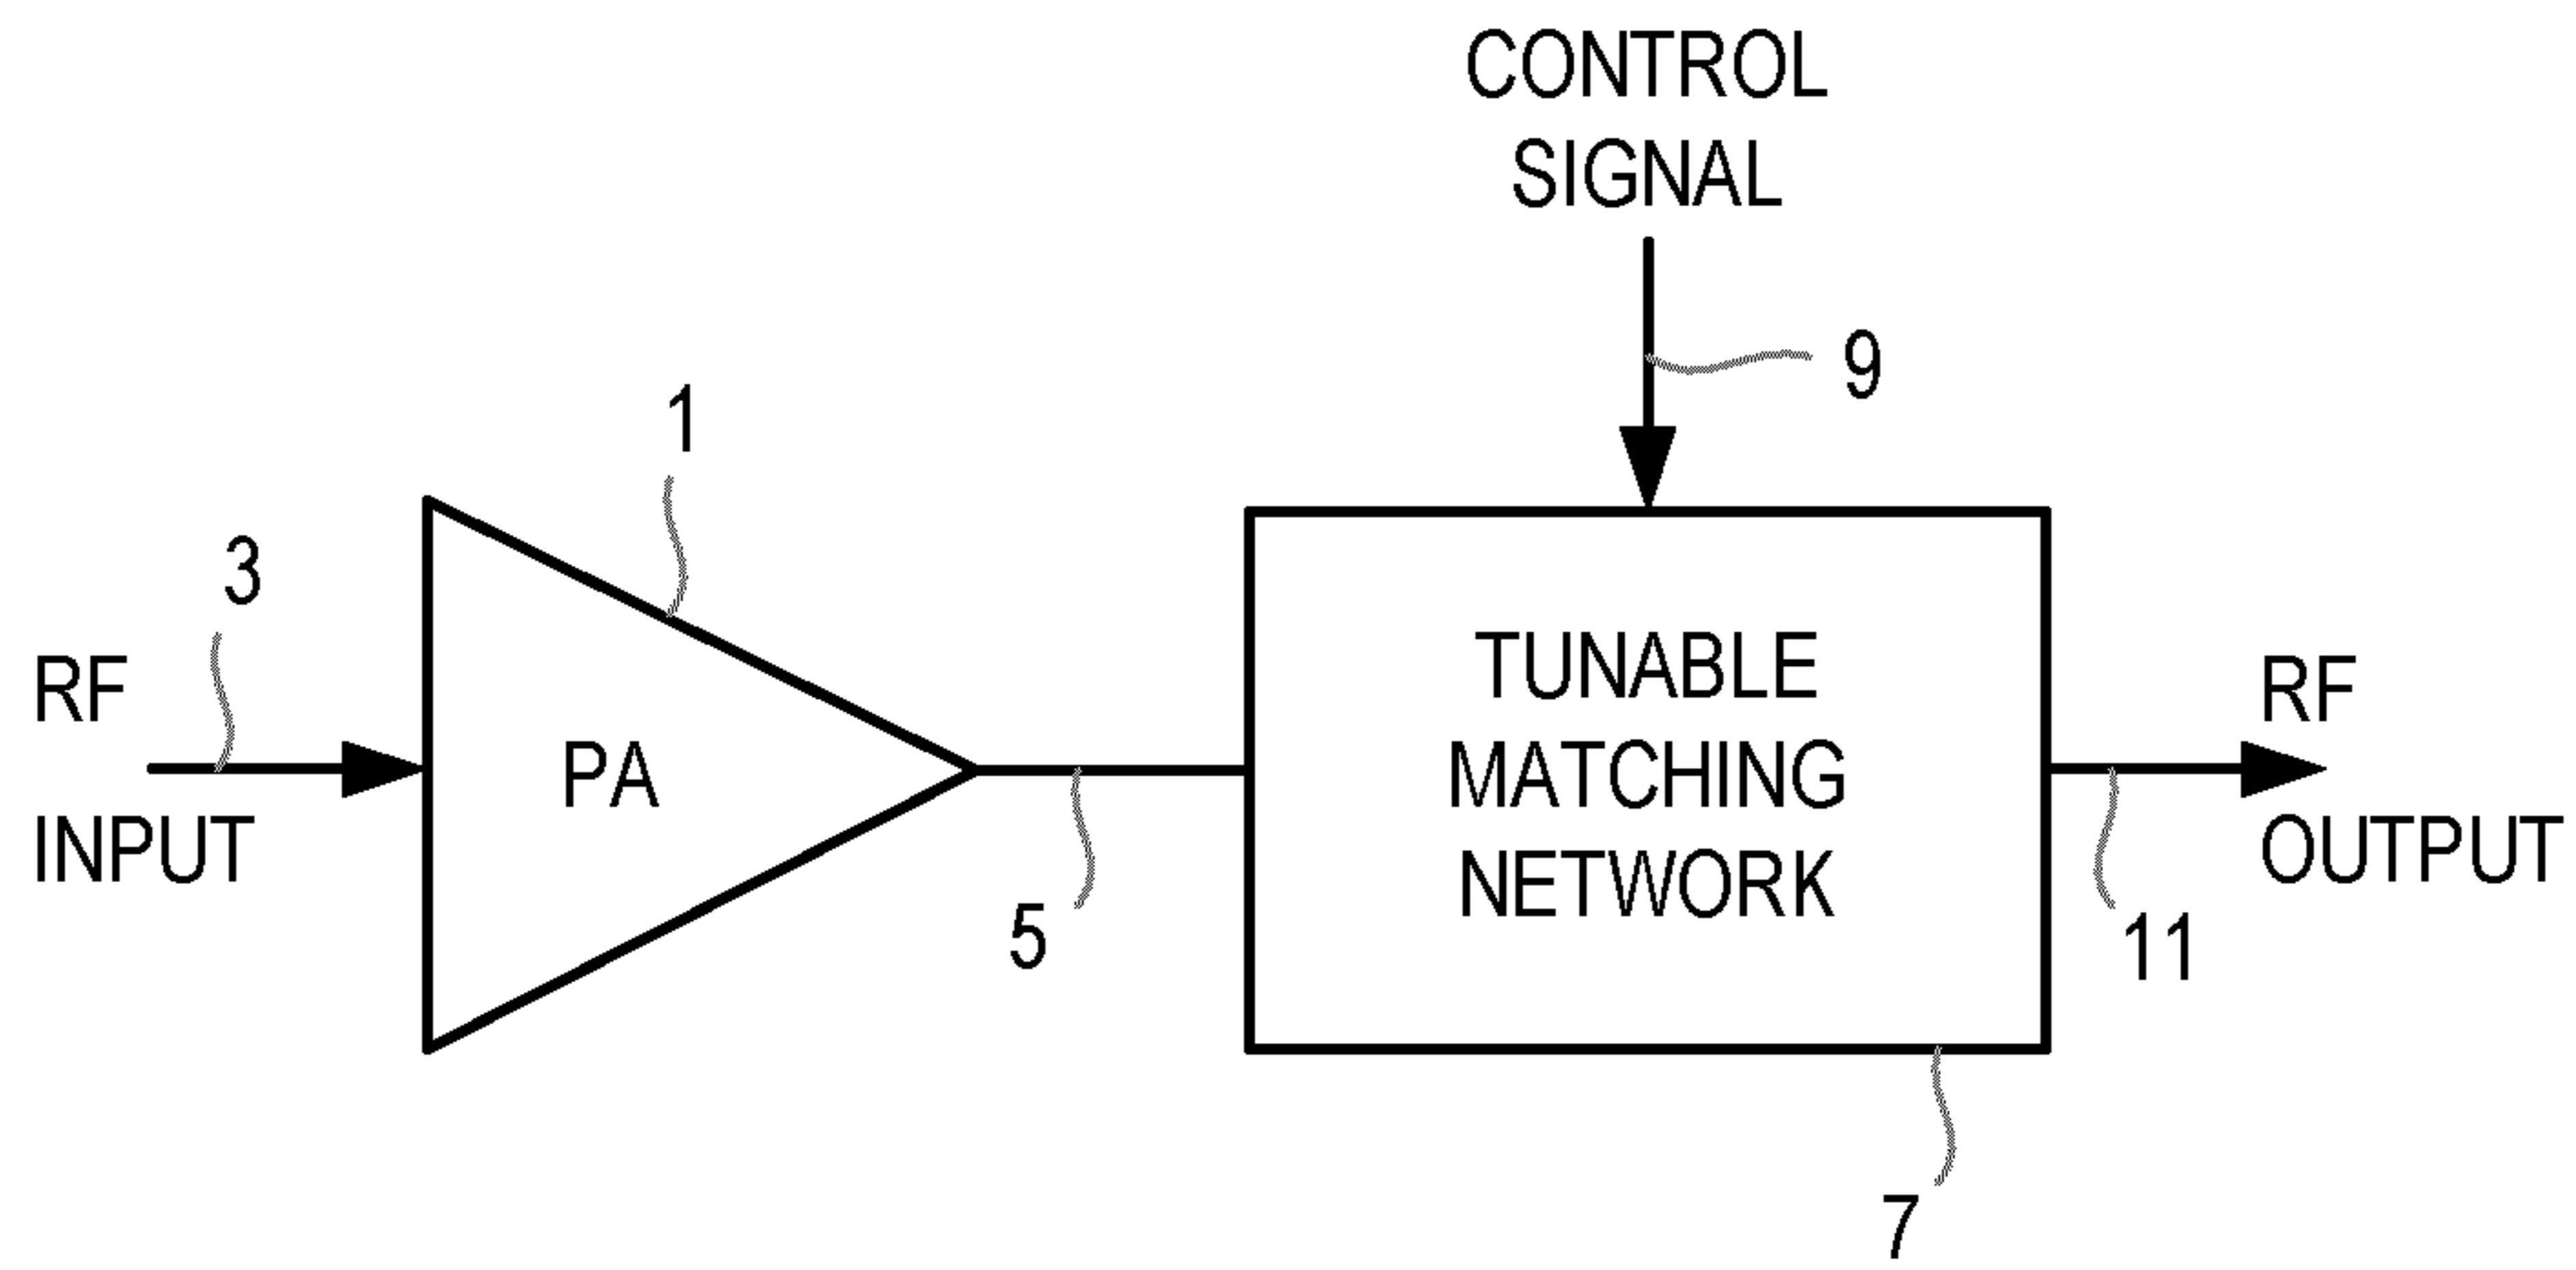 CONTROL
SIGNAL
9
1
3
RF
INPUT
PA
5
TUNABLE
MATCHING
NETWORK
RF
OUTPUT
11
7